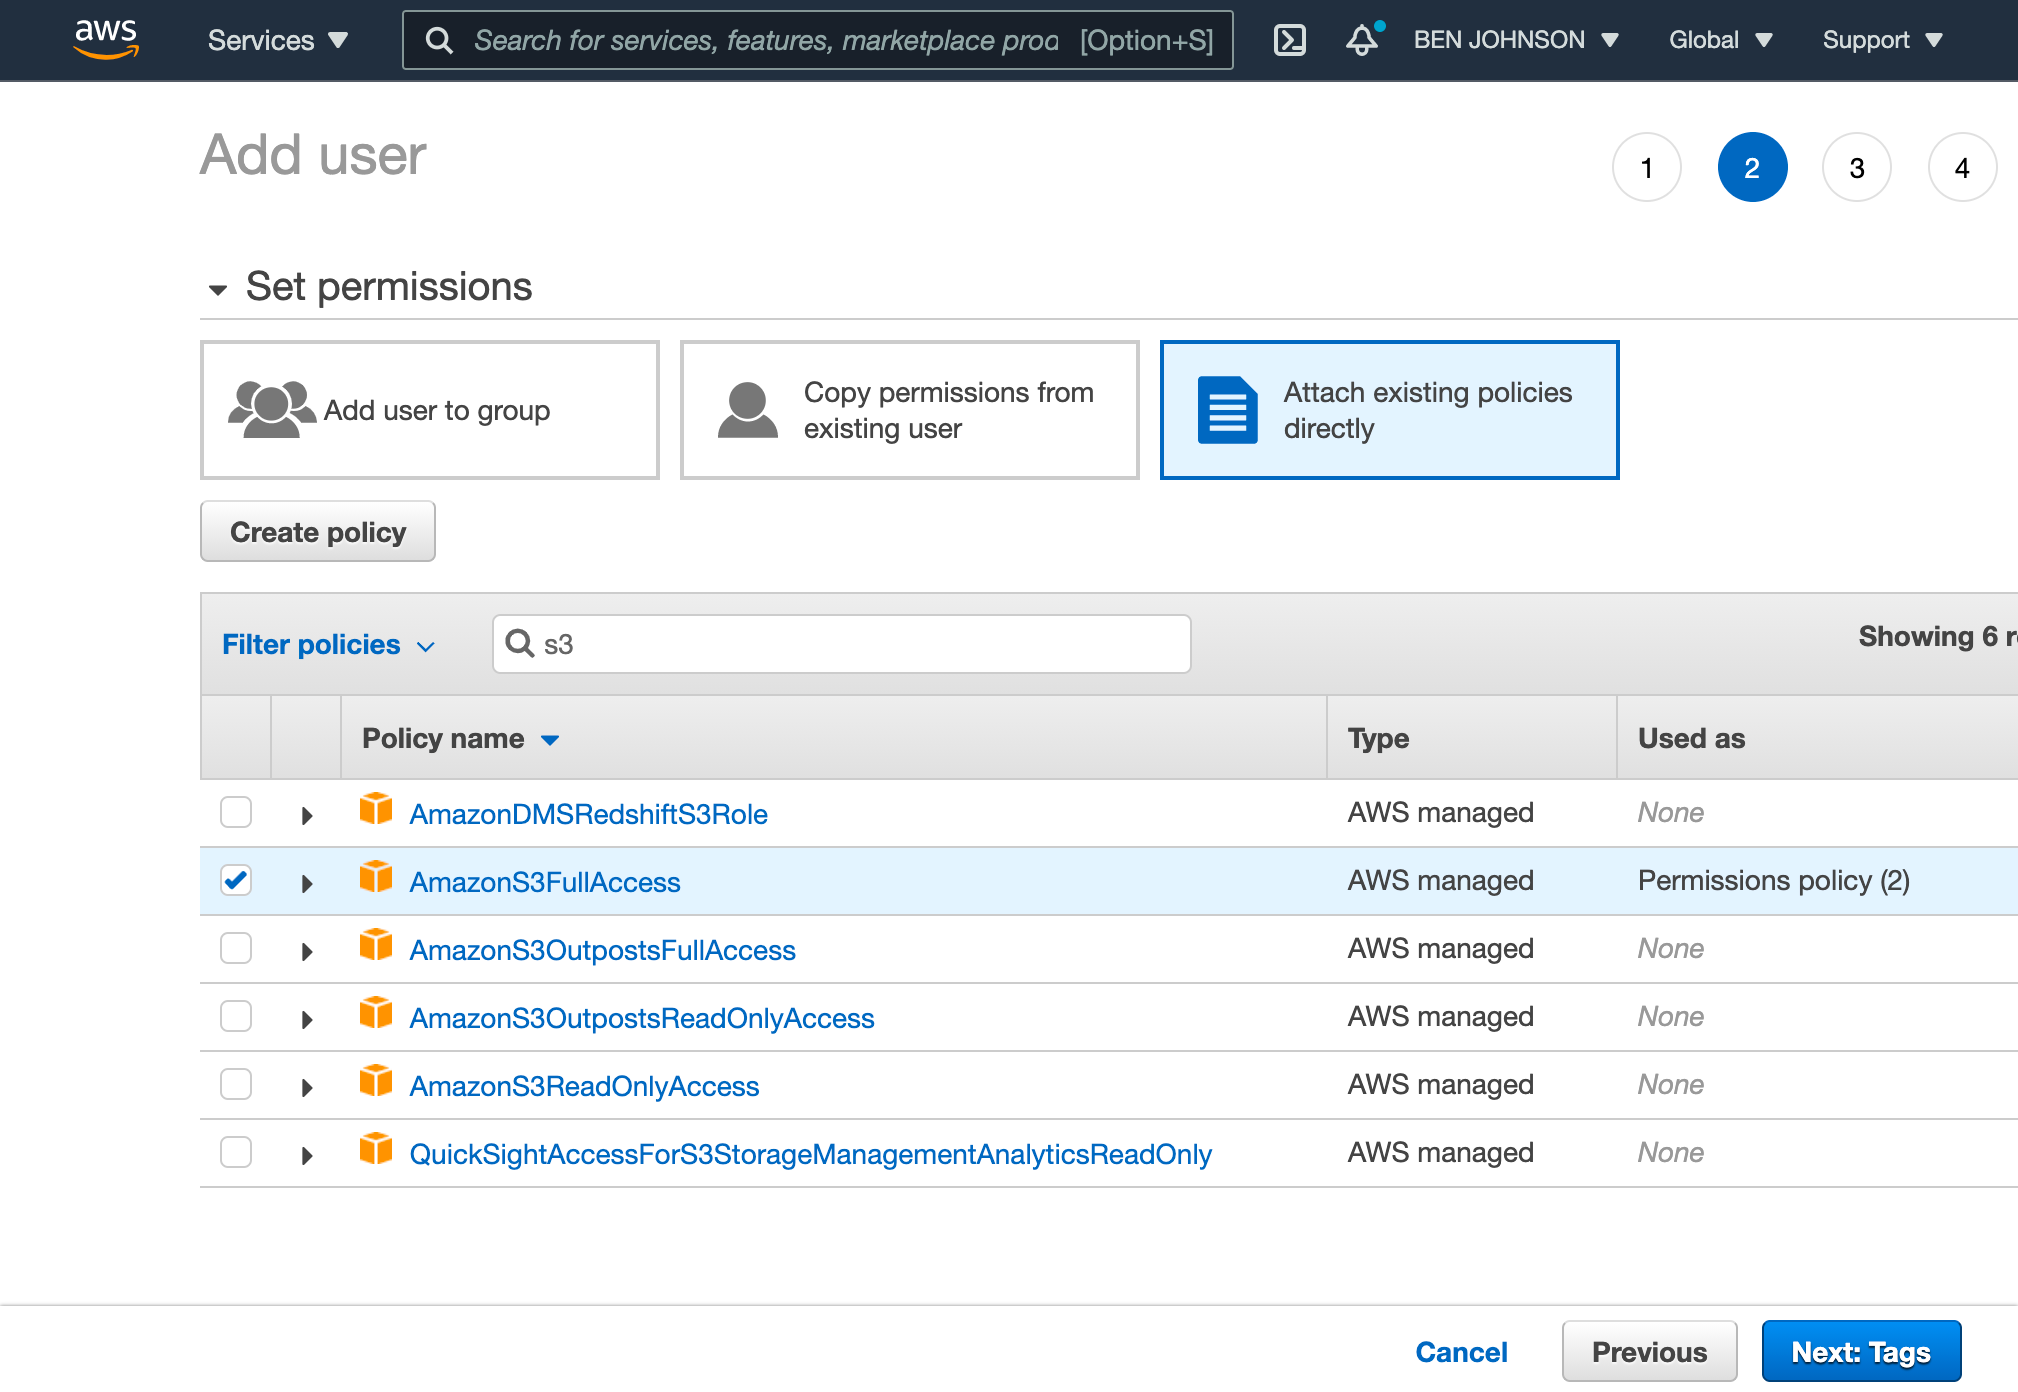 aws Services Search for services, features, marketplace prod [Option+S] BEN JOHNSON Global Support
Add user
1 2 3 4
Set permissions
Add user to group
Copy permissions from
existing user
Attach existing policies
directly
Create policy
Filter policies s3 Showing 6 r
Policy name Type Used as
AmazonDMSRedshiftS3Role AWS managed None
AmazonS3FullAccess AWS managed Permissions policy (2)
AmazonS3OutpostsFullAccess AWS managed None
AmazonS3OutpostsReadOnlyAccess AWS managed None
AmazonS3ReadOnlyAccess AWS managed None
QuickSightAccessForS3StorageManagementAnalyticsReadOnly AWS managed None
Cancel Previous Next: Tags